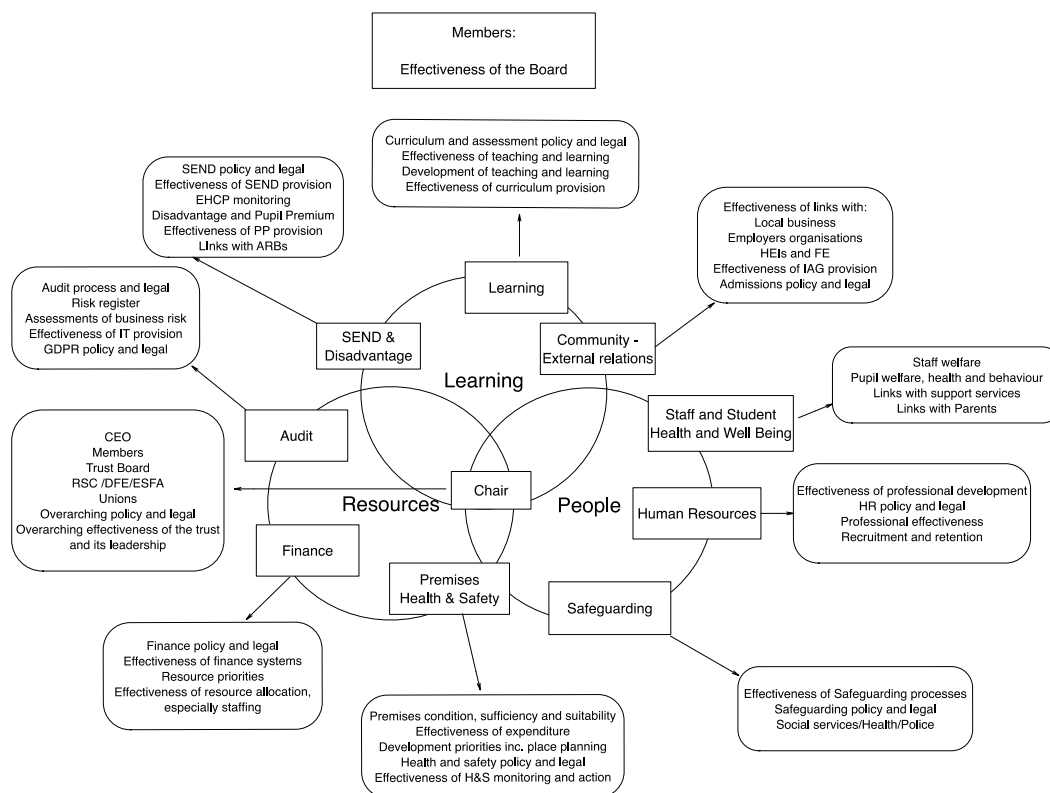 Members:
Effectiveness of the Board
Curriculum and assessment policy and legal
Effectiveness of teaching and learning
Development of teaching and learning
Effectiveness of curriculum provision
SEND policy and legal
Effectiveness of SEND provision
EHCP monitoring
Disadvantage and Pupil Premium
Effectiveness of PP provision
LInks with ARBs
Effectiveness of links with:
Local business
Employers organisations
HEIs and FE
Effectiveness of IAG provision
Admissions policy and legal
Audit process and legal
Risk register
Assessments of business risk
Effectiveness of IT provision
GDPR policy and legal
Learning
SEND &
Disadvantage
Community -
External relations
Learning
Staff welfare
Pupil welfare, health and behaviour
Links with support services
Links with Parents
Staff and Student
Health and Well Being
Audit
CEO
Members
Trust Board
RSC /DFE/ESFA
Unions
Overarching policy and legal
Overarching effectiveness of the trust
and its leadership
Chair
Resources
People
Human Resources
Effectiveness of professional development
HR policy and legal
Professional effectiveness
Recruitment and retention
Finance
Premises
Health & Safety
Safeguarding
Finance policy and legal
Effectiveness of finance systems
Resource priorities
Effectiveness of resource allocation,
especially staffing
Effectiveness of Safeguarding processes
Safeguarding policy and legal
Social services/Health/Police
Premises condition, sufficiency and suitability
Effectiveness of expenditure
Development priorities inc. place planning
Health and safety policy and legal
Effectiveness of H&S monitoring and action